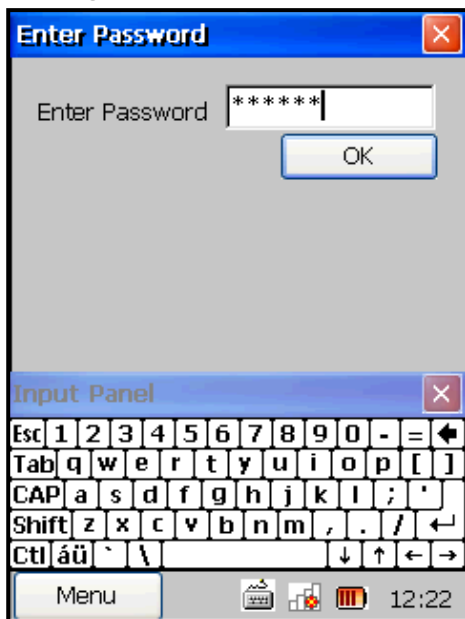 Enter Password
Enter Password ******
OK
Input Panel
Esc 1 2 3 4 5 6 7 8 9 0 - =
Tab q w e r t y u i o p [ ]
CAP a s d f g h j k l ; '
Shift z x c v b n m , . /
Ctl áü ` \ ↓ ↑ ← →
Menu 12:22